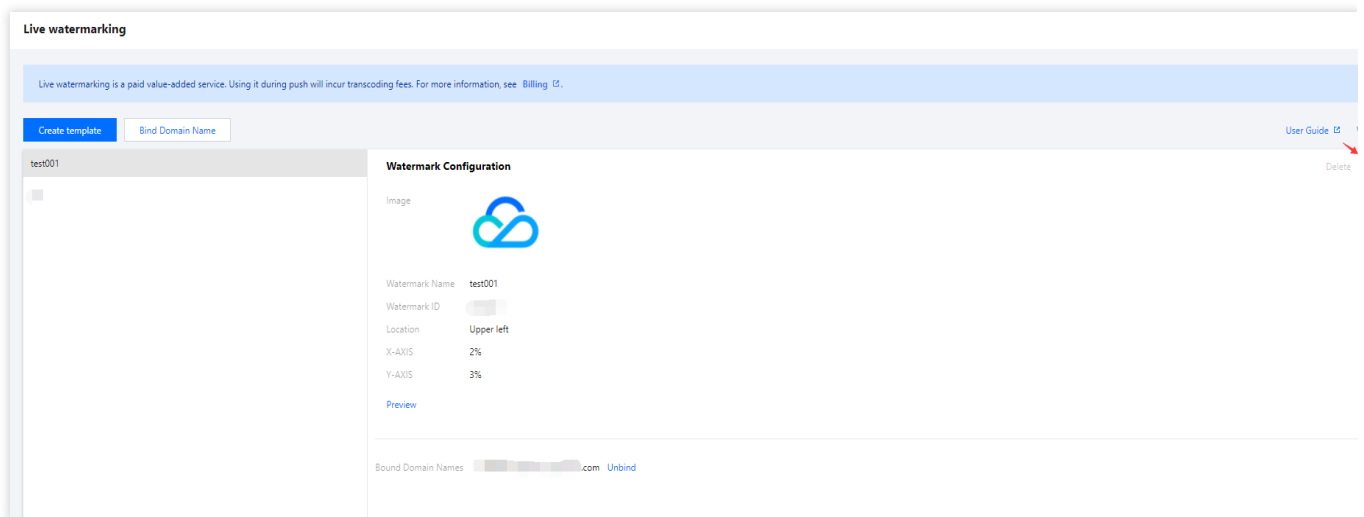 Live watermarking
Live watermarking is a paid value-added service. Using it during push will incur transcoding fees. For more information, see Billing.
Create template
Bind Domain Name
User Guide
test001
Watermark Configuration
Delete
Image
Watermark Name test001
Watermark ID
Location Upper left
X-AXIS 2%
Y-AXIS 3%
Preview
Bound Domain Names .com Unbind